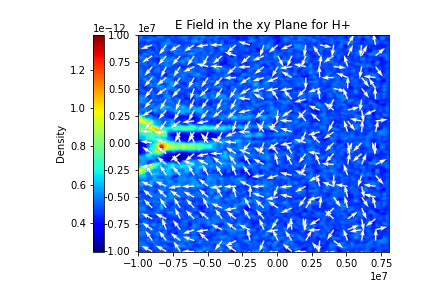 E Field in the xy Plane for H+
1e−12
1e7
Density
1.2
1.0
0.8
0.6
0.4
1.00
0.75
0.50
0.25
0.00
−0.25
−0.50
−0.75
−1.00
−1.00 −0.75 −0.50 −0.25 0.00 0.25 0.50 0.75
1e7